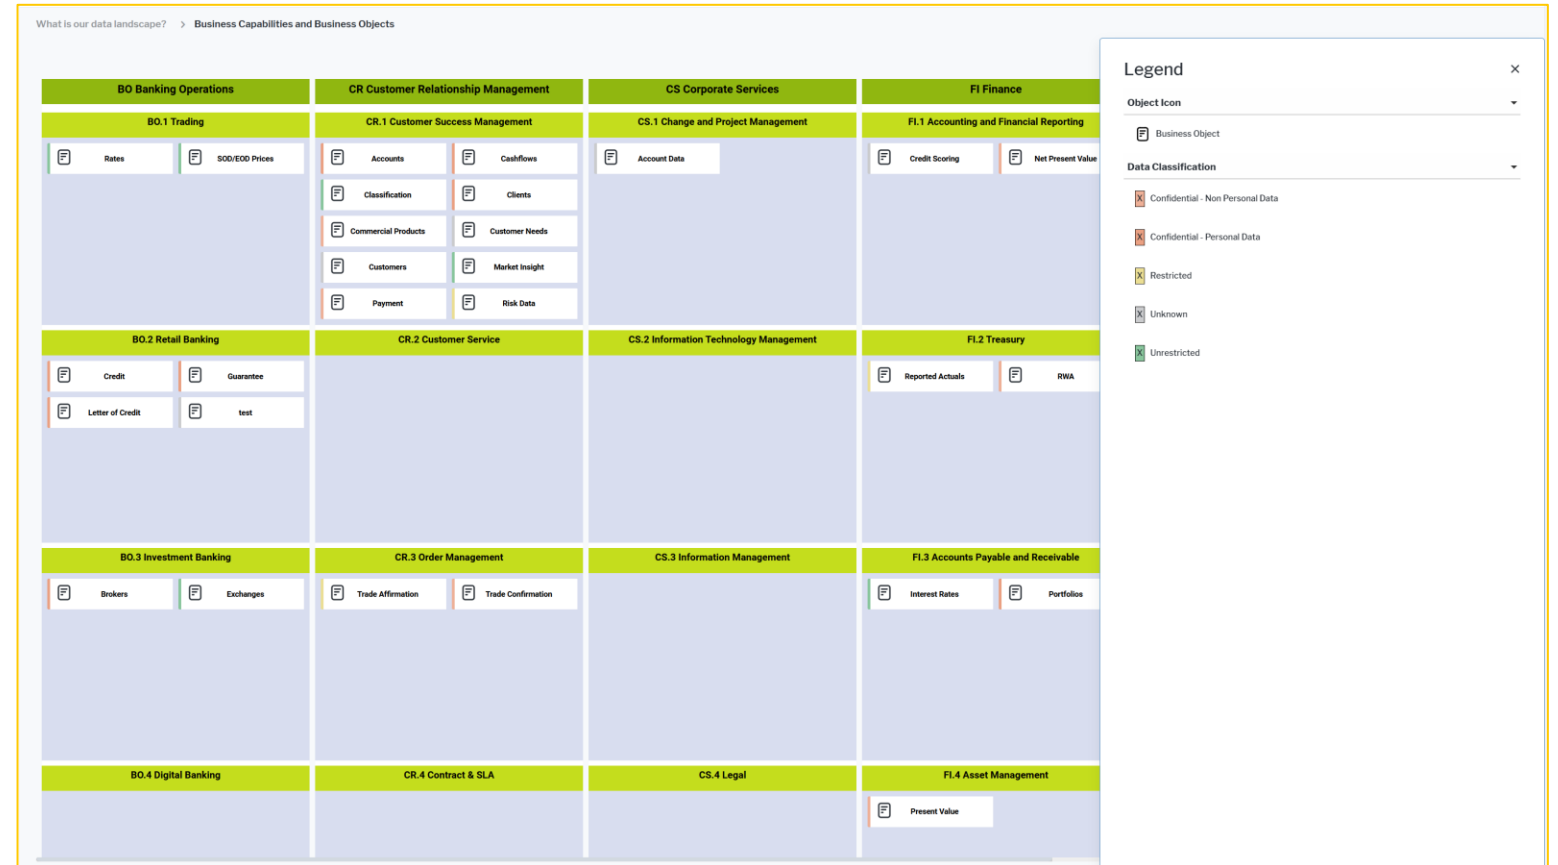 What is our data landscape? > Business Capabilities and Business Objects
BO Banking Operations
CR Customer Relationship Management
CS Corporate Services
FI Finance
BO.1 Trading
CR.1 Customer Success Management
CS.1 Change and Project Management
FI.1 Accounting and Financial Reporting
Rates
SOD/EOD Prices
Accounts
Cashflows
Account Data
Credit Scoring
Net Present Value
Classification
Clients
Commercial Products
Customer Needs
Customers
Market Insight
Payment
Risk Data
BO.2 Retail Banking
CR.2 Customer Service
CS.2 Information Technology Management
FI.2 Treasury
Credit
Guarantee
Reported Actuals
RWA
Letter of Credit
test
BO.3 Investment Banking
CR.3 Order Management
CS.3 Information Management
FI.3 Accounts Payable and Receivable
Brokers
Exchanges
Trade Affirmation
Trade Confirmation
Interest Rates
Portfolios
BO.4 Digital Banking
CR.4 Contract & SLA
CS.4 Legal
FI.4 Asset Management
Present Value
Legend
Object Icon
Business Object
Data Classification
X Confidential - Non Personal Data
X Confidential - Personal Data
X Restricted
X Unknown
X Unrestricted